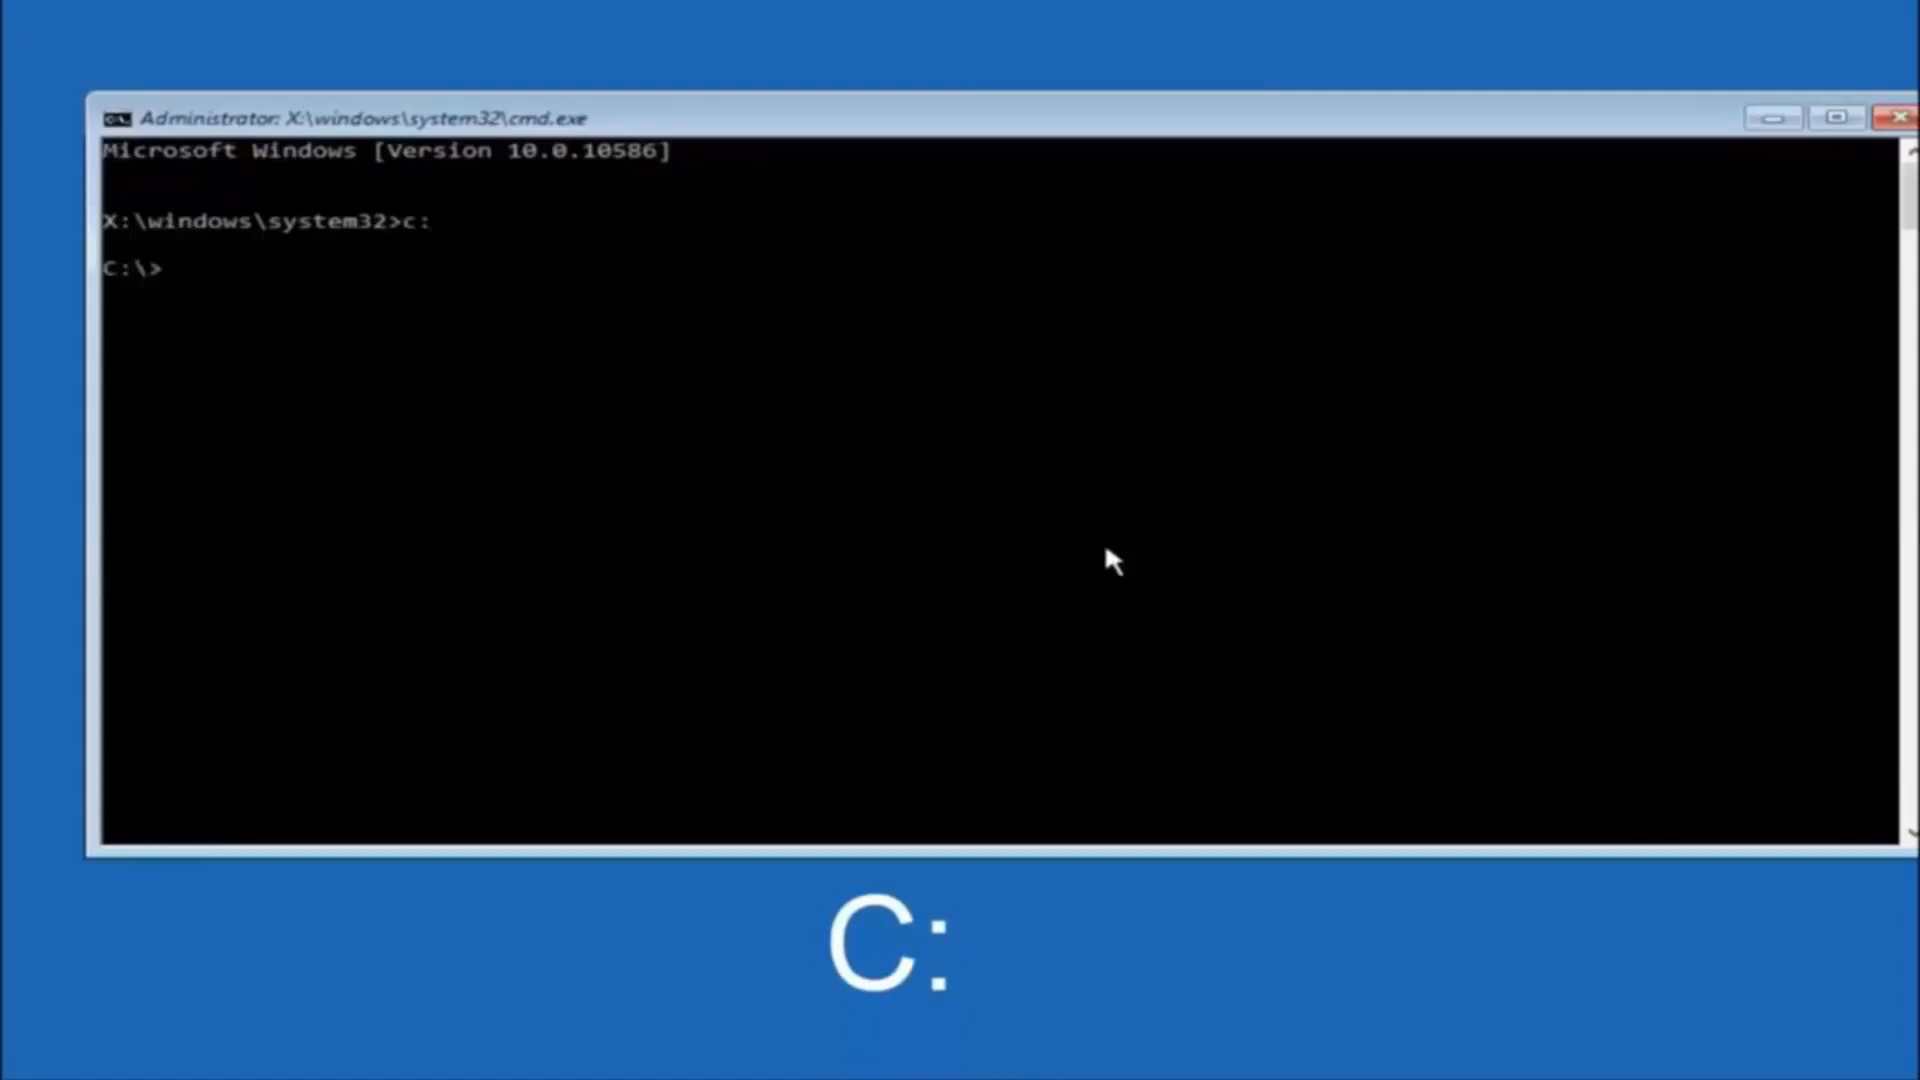 Administrator: X:\windows\system32\cmd.exe
Microsoft Windows [Version 10.0.10586]
X:\windows\system32>c:
C:\>
C: